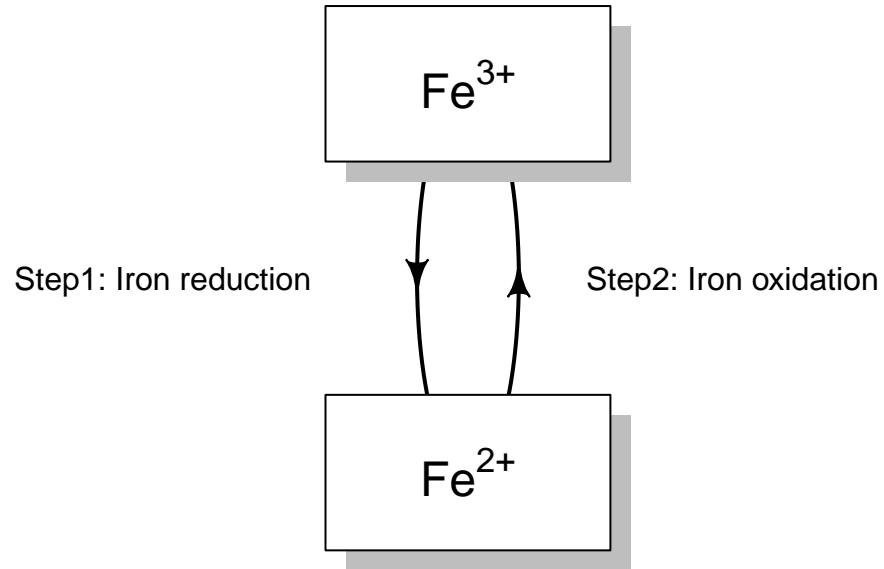 Fe³⁺
Step1: Iron reduction
Step2: Iron oxidation
Fe²⁺